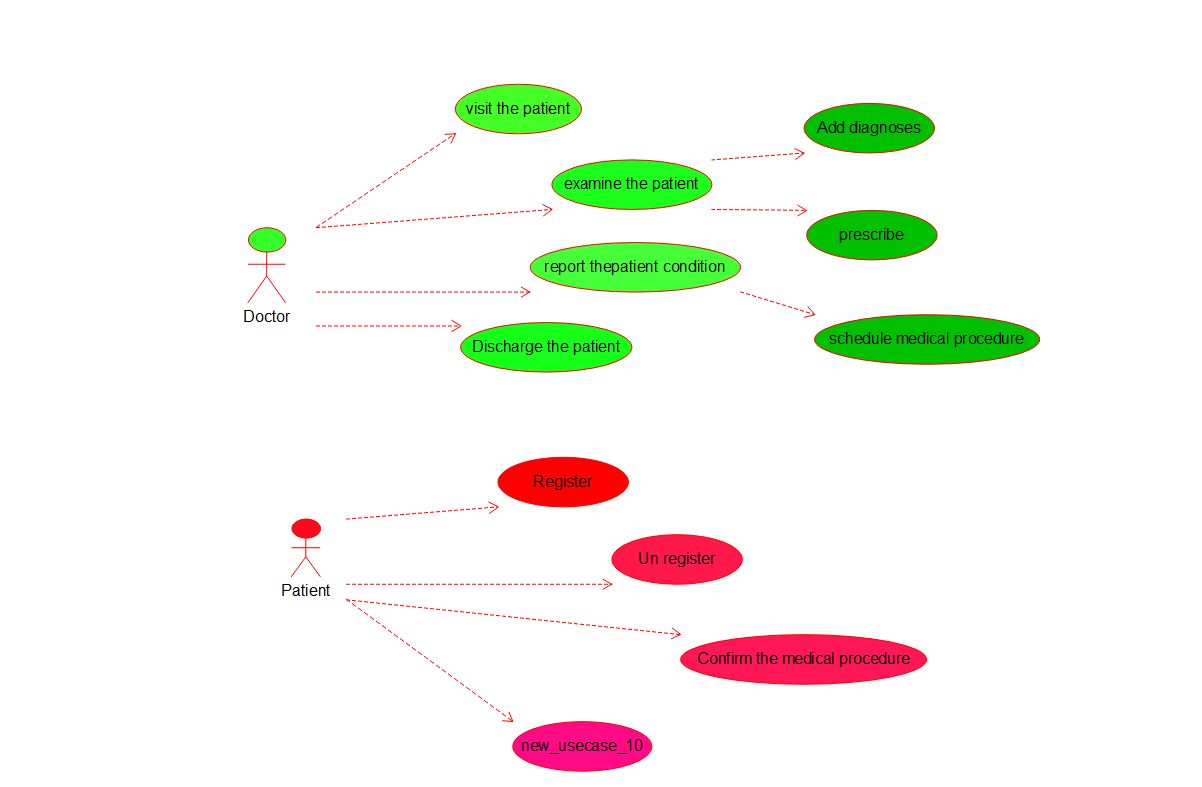 visit the patient
Add diagnoses
examine the patient
prescribe
report thepatient condition
Doctor
schedule medical procedure
Discharge the patient
Register
Un register
Patient
Confirm the medical procedure
new_usecase_10